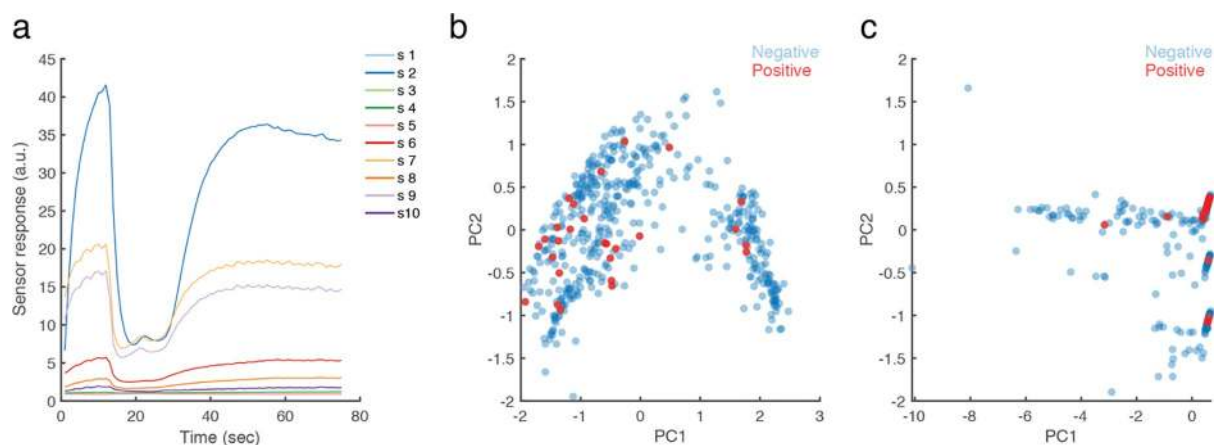 a
45
40
35
30
25
20
15
10
5
0
Sensor response (a.u.)
0
20
40
60
80
Time (sec)
s 1
s 2
s 3
s 4
s 5
s 6
s 7
s 8
s 9
s10
b
Negative
Positive
2
1.5
1
0.5
0
-0.5
-1
-1.5
-2
PC2
-2
-1
0
1
2
3
PC1
c
Negative
Positive
2
1.5
1
0.5
0
-0.5
-1
-1.5
-2
PC2
-10
-8
-6
-4
-2
0
PC1